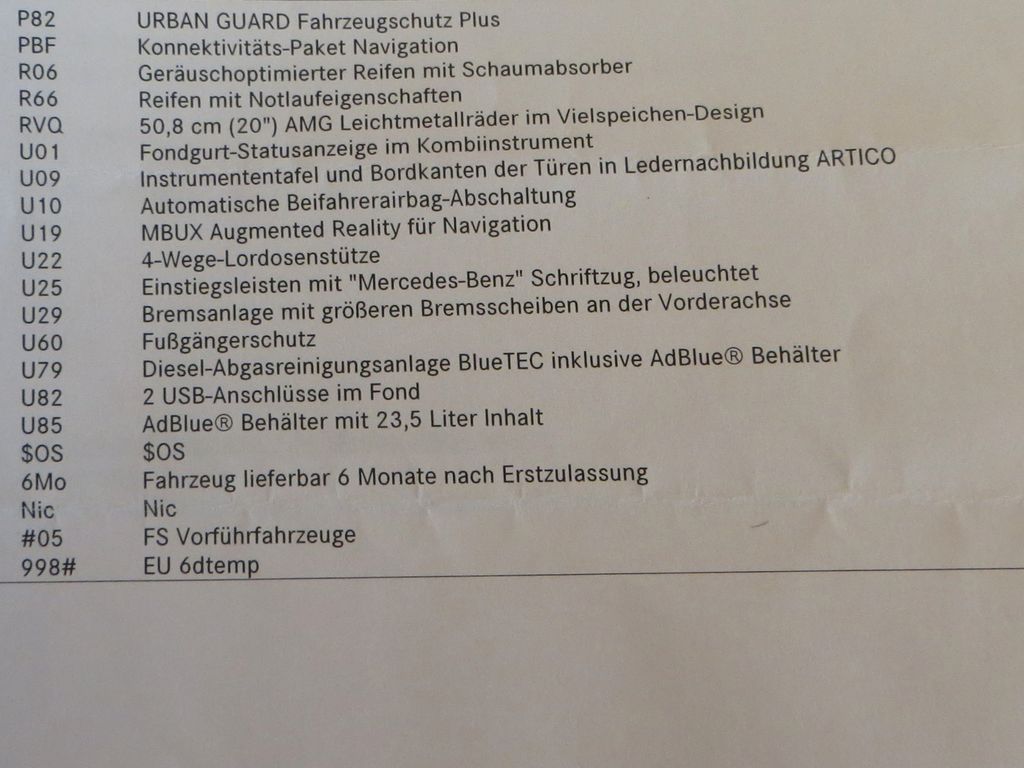 P82 URBAN GUARD Fahrzeugschutz Plus
PBF Konnektivitäts-Paket Navigation
R06 Geräuschoptimierter Reifen mit Schaumabsorber
R66 Reifen mit Notlaufeigenschaften
RVQ 50,8 cm (20") AMG Leichtmetallräder im Vielspeichen-Design
U01 Fondgurt-Statusanzeige im Kombiinstrument
U09 Instrumententafel und Bordkanten der Türen in Ledernachbildung ARTICO
U10 Automatische Beifahrerairbag-Abschaltung
U19 MBUX Augmented Reality für Navigation
U22 4-Wege-Lordosenstütze
U25 Einstiegsleisten mit "Mercedes-Benz" Schriftzug, beleuchtet
U29 Bremsanlage mit größeren Bremsscheiben an der Vorderachse
U60 Fußgängerschutz
U79 Diesel-Abgasreinigungsanlage BlueTEC inklusive AdBlue® Behälter
U82 2 USB-Anschlüsse im Fond
U85 AdBlue® Behälter mit 23,5 Liter Inhalt
$OS $OS
6Mo Fahrzeug lieferbar 6 Monate nach Erstzulassung
Nic Nic
#05 FS Vorführfahrzeuge
998# EU 6dtemp